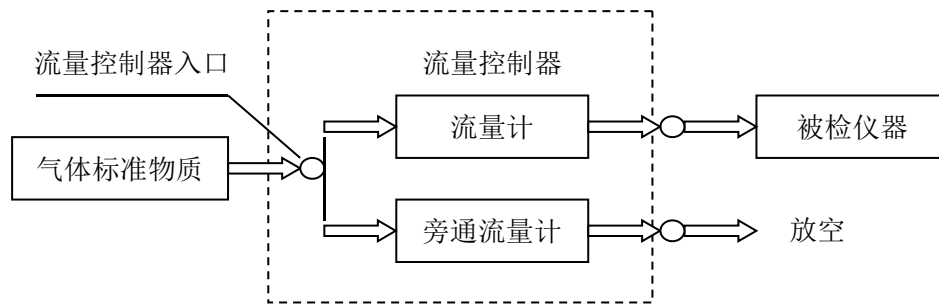 流量控制器入口
流量控制器
流量计
被检仪器
气体标准物质
旁通流量计
放空